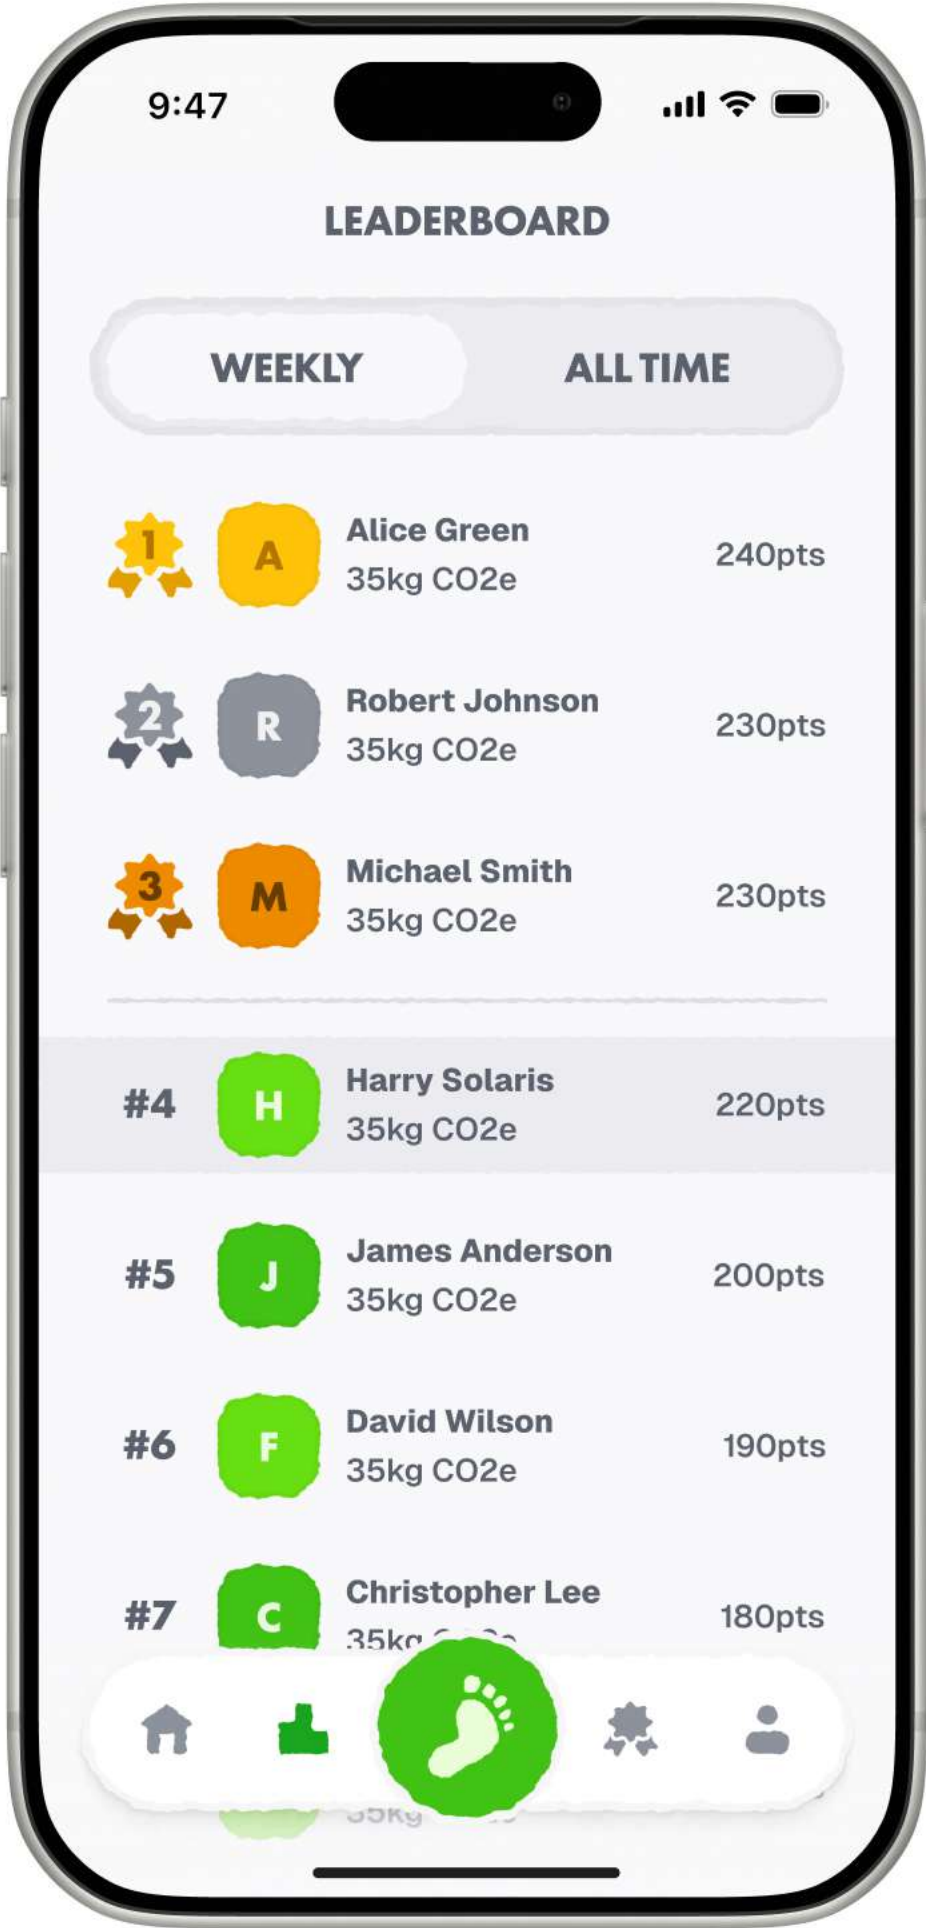 9:47
LEADERBOARD
WEEKLY ALL TIME
1 A Alice Green 240pts
35kg CO2e
2 R Robert Johnson 230pts
35kg CO2e
3 M Michael Smith 230pts
35kg CO2e
#4 H Harry Solaris 220pts
35kg CO2e
#5 J James Anderson 200pts
35kg CO2e
#6 F David Wilson 190pts
35kg CO2e
#7 C Christopher Lee 180pts
35kg
35kg